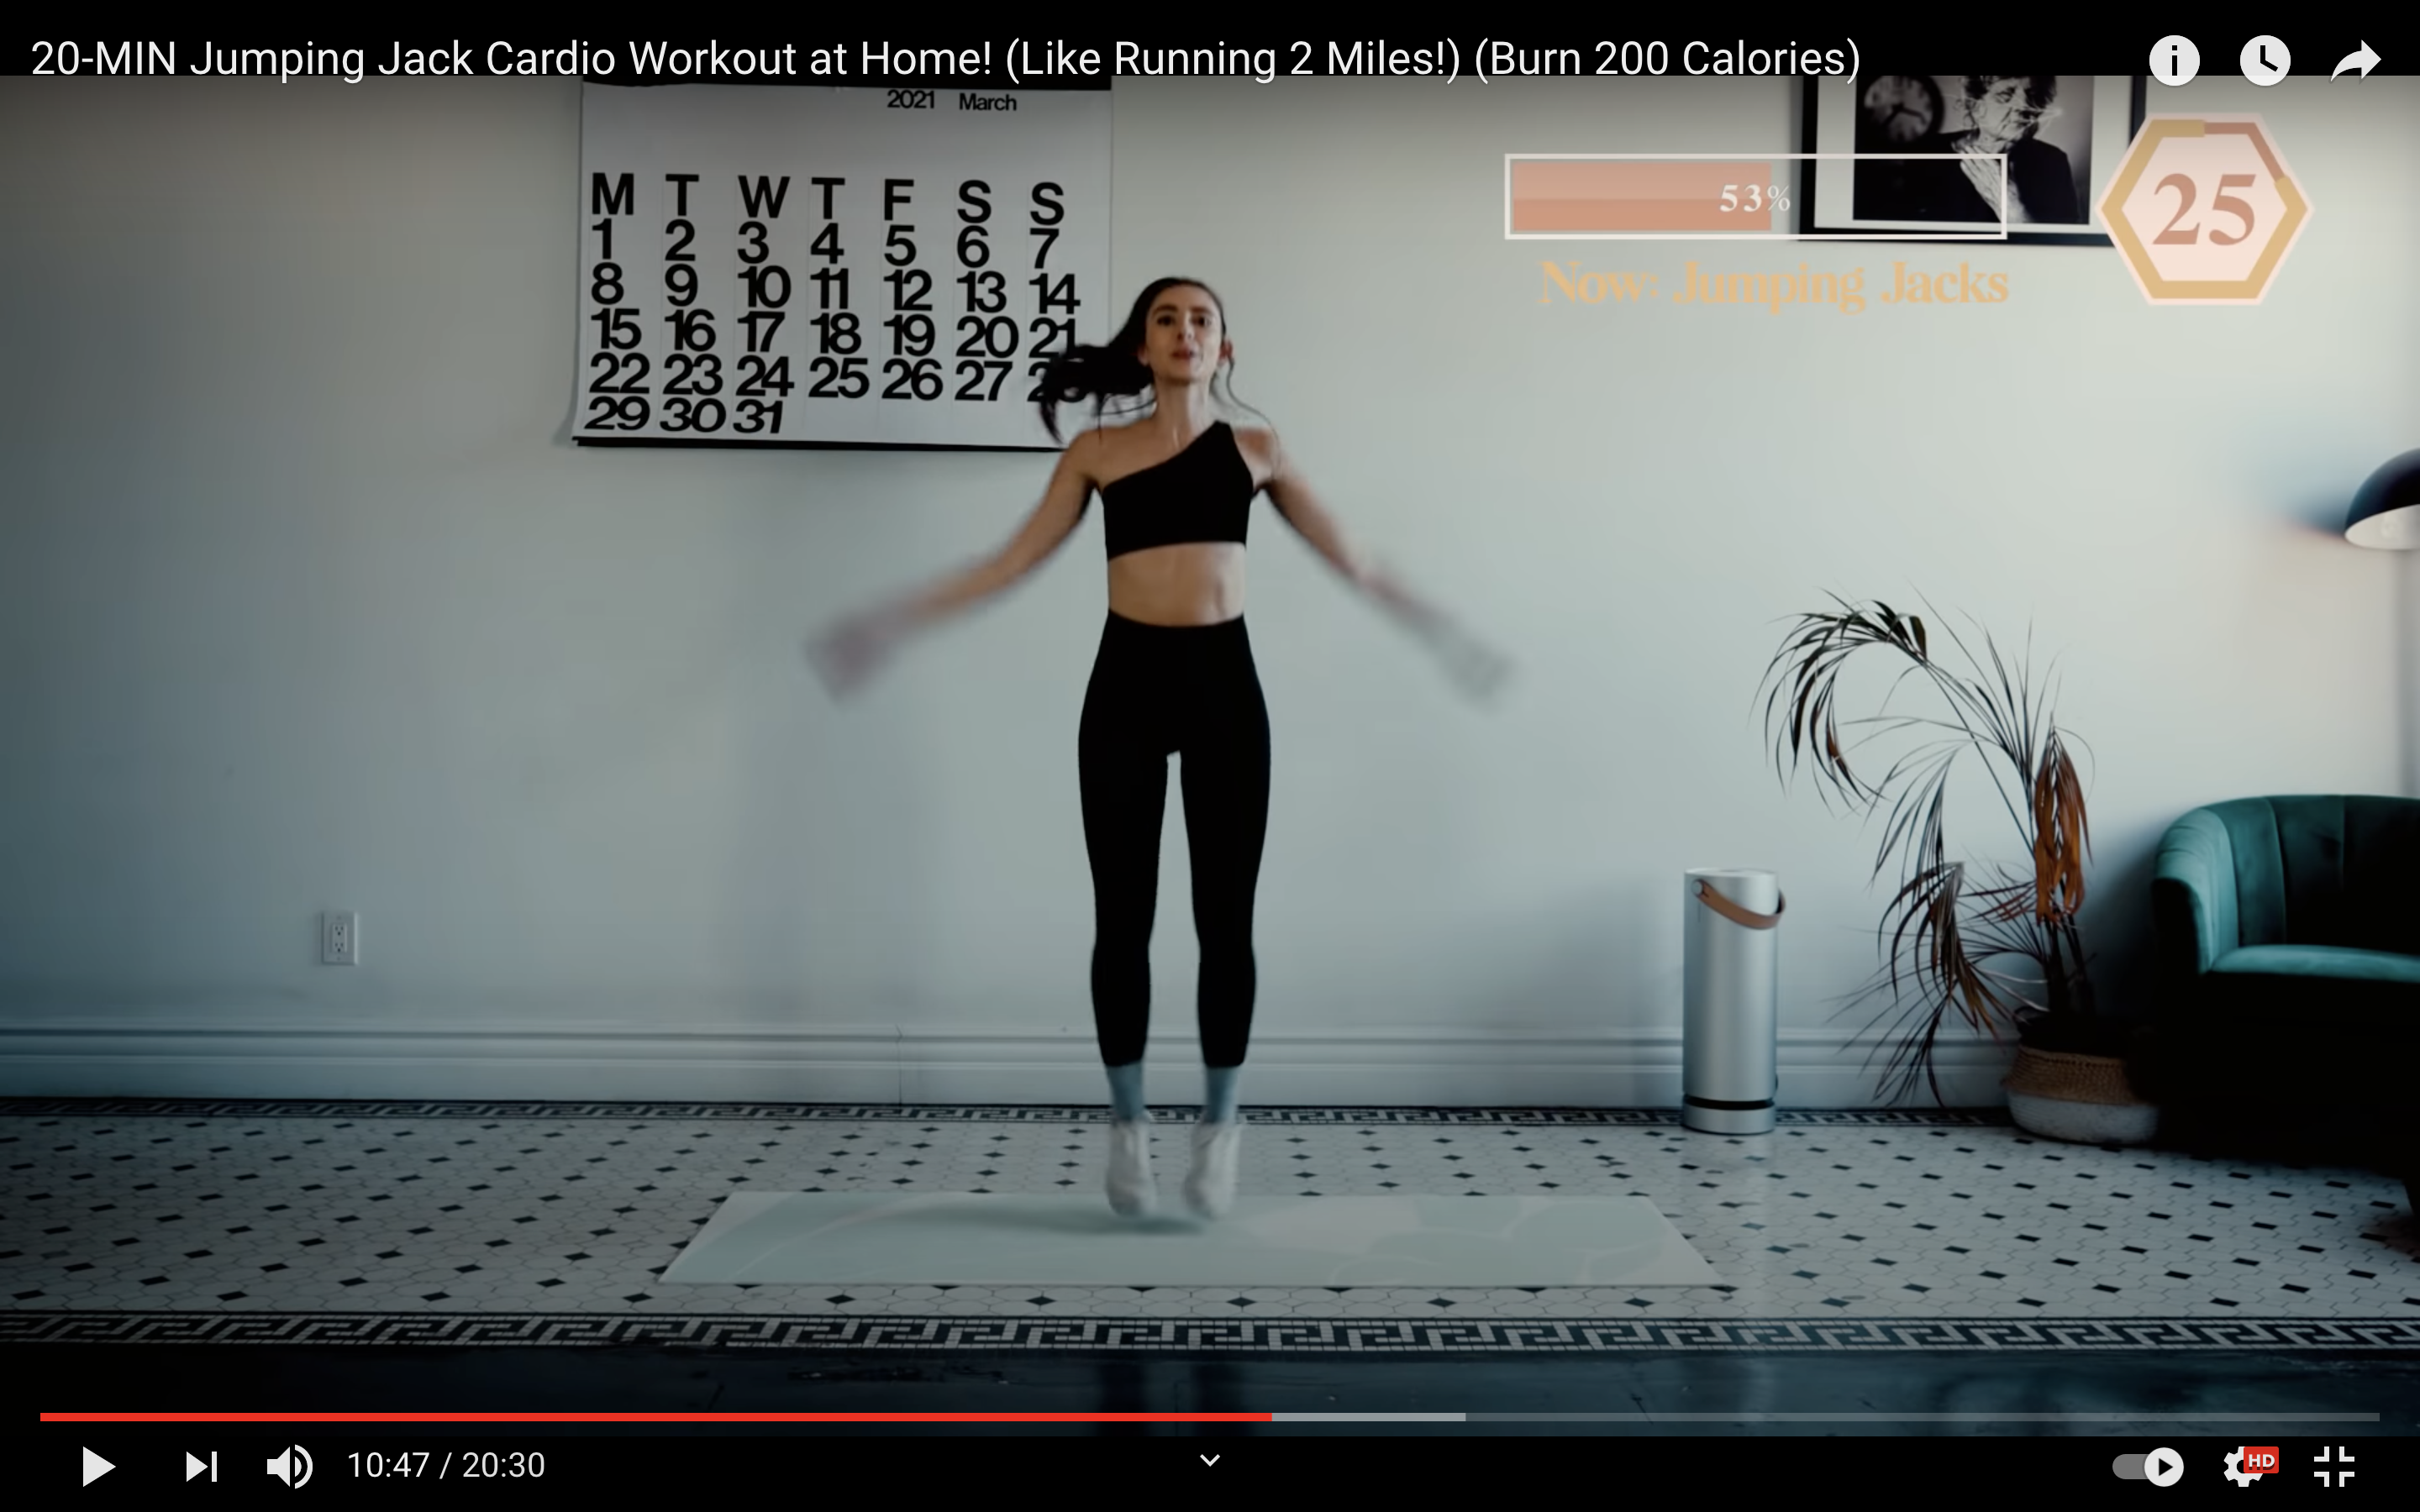 20-MIN Jumping Jack Cardio Workout at Home! (Like Running 2 Miles!) (Burn 200 Calories)
2021 March
M T W T F S S
1 2 3 4 5 6 7
8 9 10 11 12 13 14
15 16 17 18 19 20 21
22 23 24 25 26 27 28
29 30 31
53%
25
Now: Jumping Jacks
10:47 / 20:30
HD